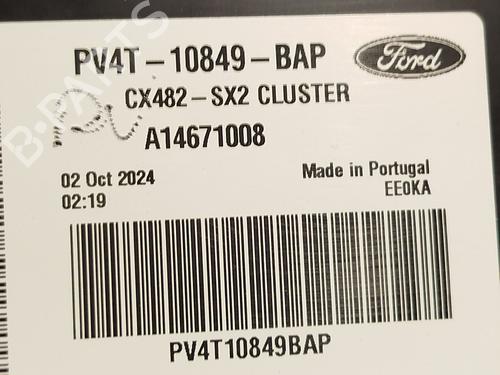 PV4T-10849-BAP
Ford
CX482-SX2 CLUSTER
A14671008
02 Oct 2024
02:19
Made in Portugal
EE0KA
PV4T10849BAP
B-PARTS